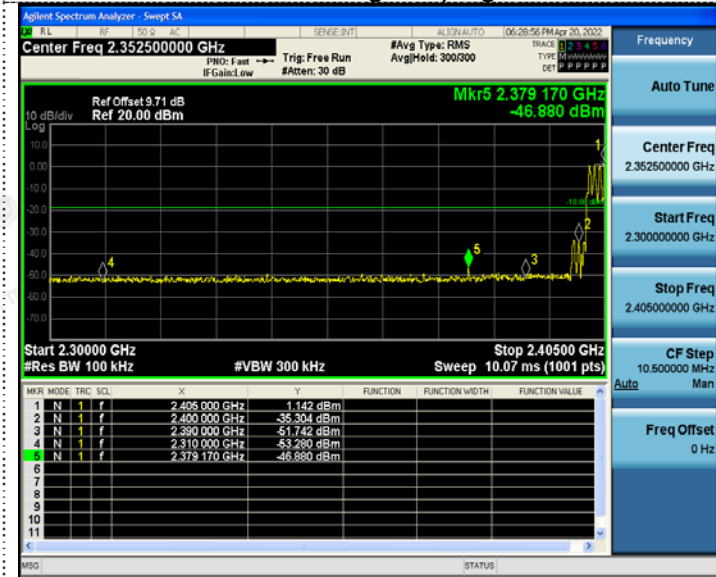 Agilent Spectrum Analyzer - Swept SA
RL RF 50 Ω AC SENSE:INT ALIGN AUTO 06:28:56 PM Apr 20, 2022
Center Freq 2.352500000 GHz
PNO: Fast
IFGain:Low
Trig: Free Run
#Atten: 30 dB
#Avg Type: RMS
Avg|Hold: 300/300
TRACE 1 2 3 4 5 6
TYPE M
DET P P P P P P
Ref Offset 9.71 dB
Ref 20.00 dBm
10 dB/div
Log
Mkr5 2.379 170 GHz
-46.880 dBm
10.0
0.00
-10.0
-20.0
-30.0
-40.0
-50.0
-60.0
-70.0
1
2
3
4
5
Start 2.30000 GHz
Stop 2.40500 GHz
#Res BW 100 kHz
#VBW 300 kHz
Sweep 10.07 ms (1001 pts)
MKR MODE TRC SCL X Y FUNCTION FUNCTION WIDTH FUNCTION VALUE
1 N 1 f 2.405 000 GHz 1.142 dBm
2 N 1 f 2.400 000 GHz -35.304 dBm
3 N 1 f 2.390 000 GHz -51.742 dBm
4 N 1 f 2.310 000 GHz -53.280 dBm
5 N 1 f 2.379 170 GHz -46.880 dBm
6
7
8
9
10
11
MSG
STATUS
Frequency
Auto Tune
Center Freq
2.352500000 GHz
Start Freq
2.300000000 GHz
Stop Freq
2.405000000 GHz
CF Step
10.500000 MHz
Auto Man
Freq Offset
0 Hz